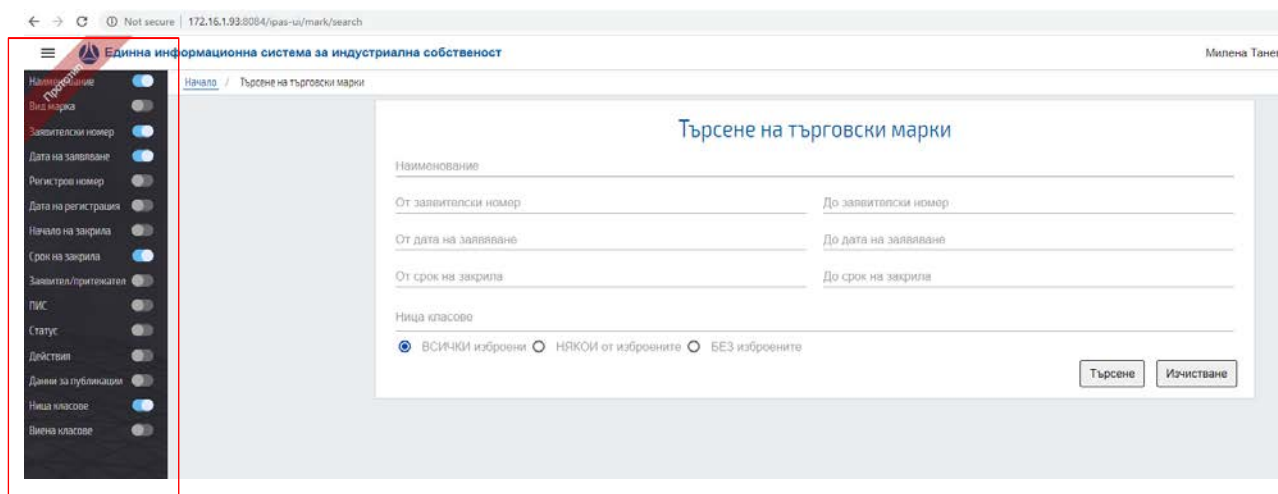 Not secure | 172.16.1.93:8084/ipas-ui/mark/search
Единна информационна система за индустриална собственост
Милена Танев
Прототип
Наименование
Вид марка
Заявителски номер
Дата на заявяване
Регистров номер
Дата на регистрация
Начало на закрила
Срок на закрила
Заявител/притежател
ПИС
Статус
Действия
Данни за публикации
Ница класове
Виена класове
Начало / Търсене на търговски марки
Търсене на търговски марки
Наименование
От заявителски номер До заявителски номер
От дата на заявяване До дата на заявяване
От срок на закрила До срок на закрила
Ница класове
ВСИЧКИ изброени НЯКОИ от изброените БЕЗ изброените
Търсене Изчистване